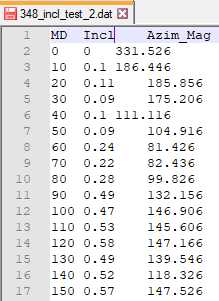 348_incl_test_2.dat
1 MD Incl Azim_Mag
2 0 0 331.526
3 10 0.1 186.446
4 20 0.11 185.856
5 30 0.09 175.206
6 40 0.1 111.116
7 50 0.09 104.916
8 60 0.24 81.426
9 70 0.22 82.436
10 80 0.28 99.826
11 90 0.49 132.156
12 100 0.47 146.906
13 110 0.53 145.606
14 120 0.58 147.166
15 130 0.49 139.546
16 140 0.52 118.326
17 150 0.57 147.526